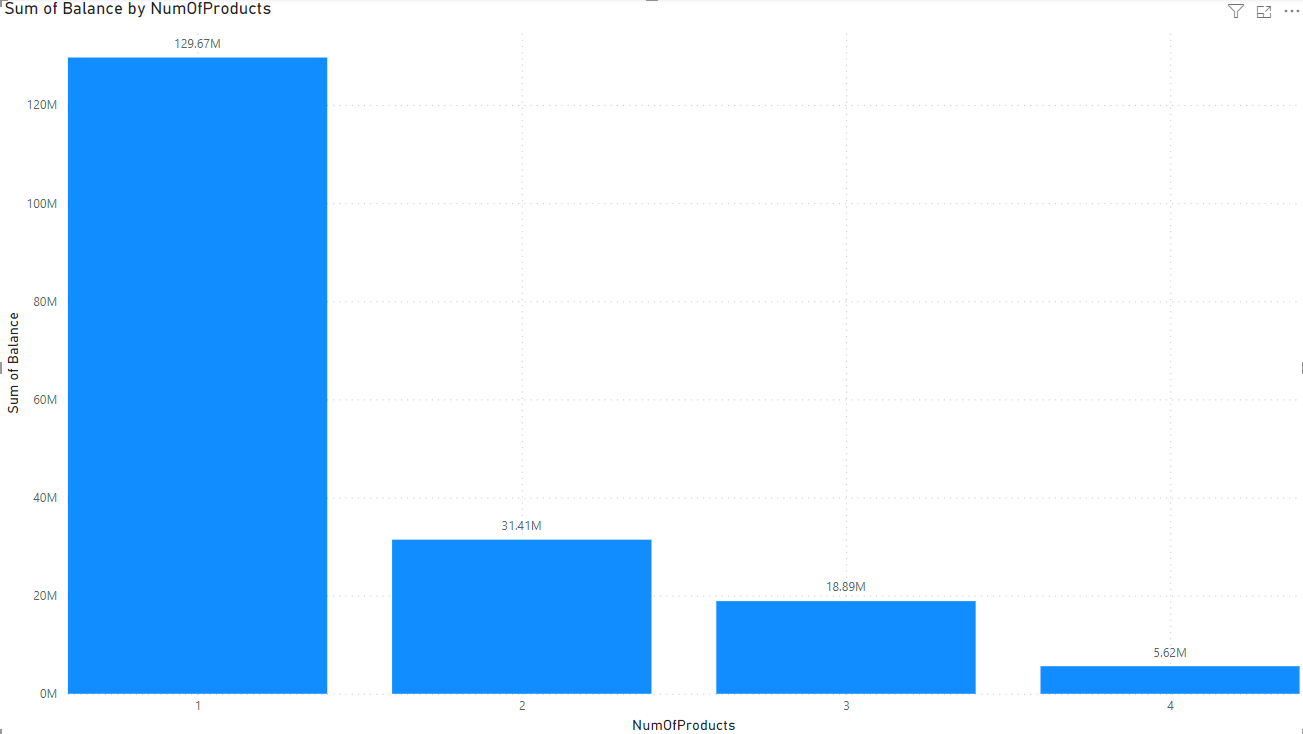 Sum of Balance by NumOfProducts
129.67M
120M
100M
80M
60M
Sum of Balance
40M
31.41M
20M
18.89M
5.62M
0M
1
2
3
4
NumOfProducts